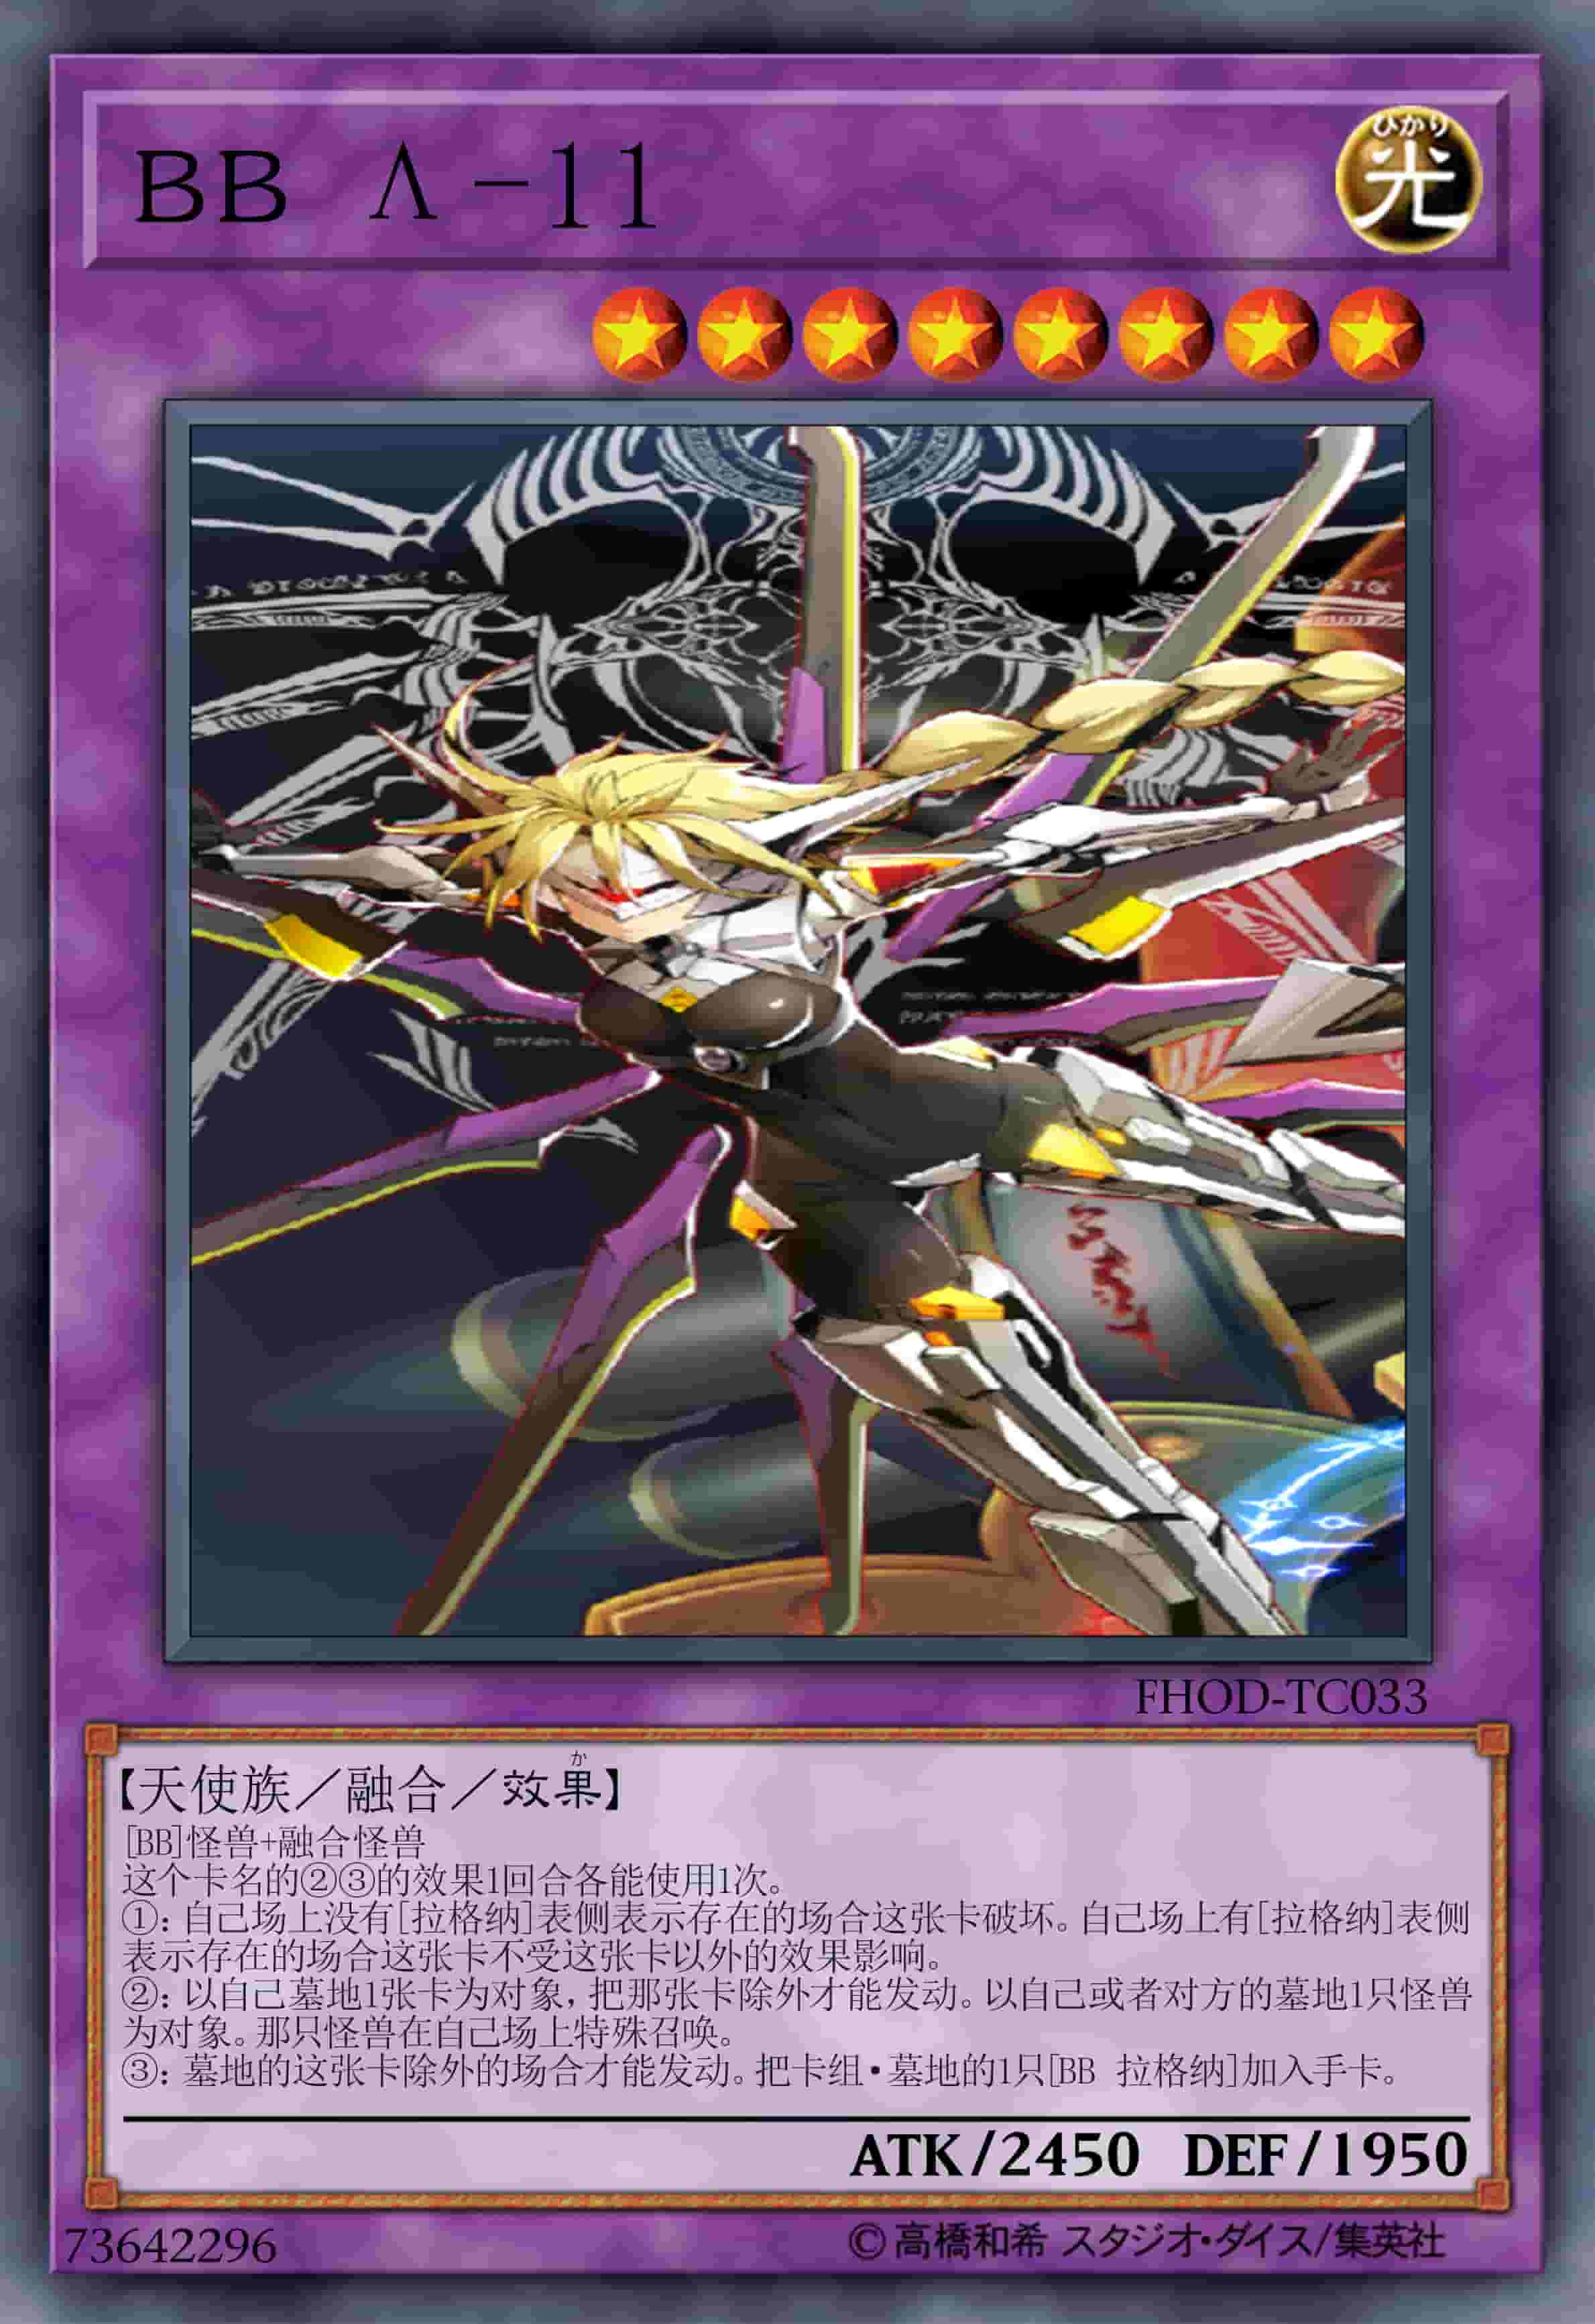 BB Λ-11
ひかり
光
FHOD-TC033
【天使族／融合／効果】
か
[BB]怪兽+融合怪兽
这个卡名的②③的效果1回合各能使用1次。
①：自己场上没有[拉格纳]表侧表示存在的场合这张卡破坏。自己场上有[拉格纳]表侧
表示存在的场合这张卡不受这张卡以外的效果影响。
②：以自己墓地1张卡为对象，把那张卡除外才能发动。以自己或者对方的墓地1只怪兽
为对象。那只怪兽在自己场上特殊召唤。
③：墓地的这张卡除外的场合才能发动。把卡组·墓地的1只[BB 拉格纳]加入手卡。
ATK/2450 DEF/1950
73642296
©高橋和希 スタジオ・ダイス/集英社